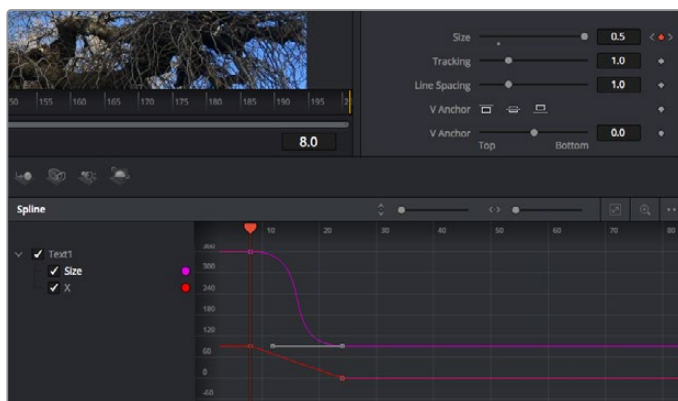 Size 0.5
Tracking 1.0
Line Spacing 1.0
V Anchor
V Anchor 0.0
Top Bottom
50 155 160 165 170 175 180 185 190 195
8.0
Spline
10 20 30 40 50 60 70 80
Text1
Size
X
360
300
240
180
120
60
0
-60